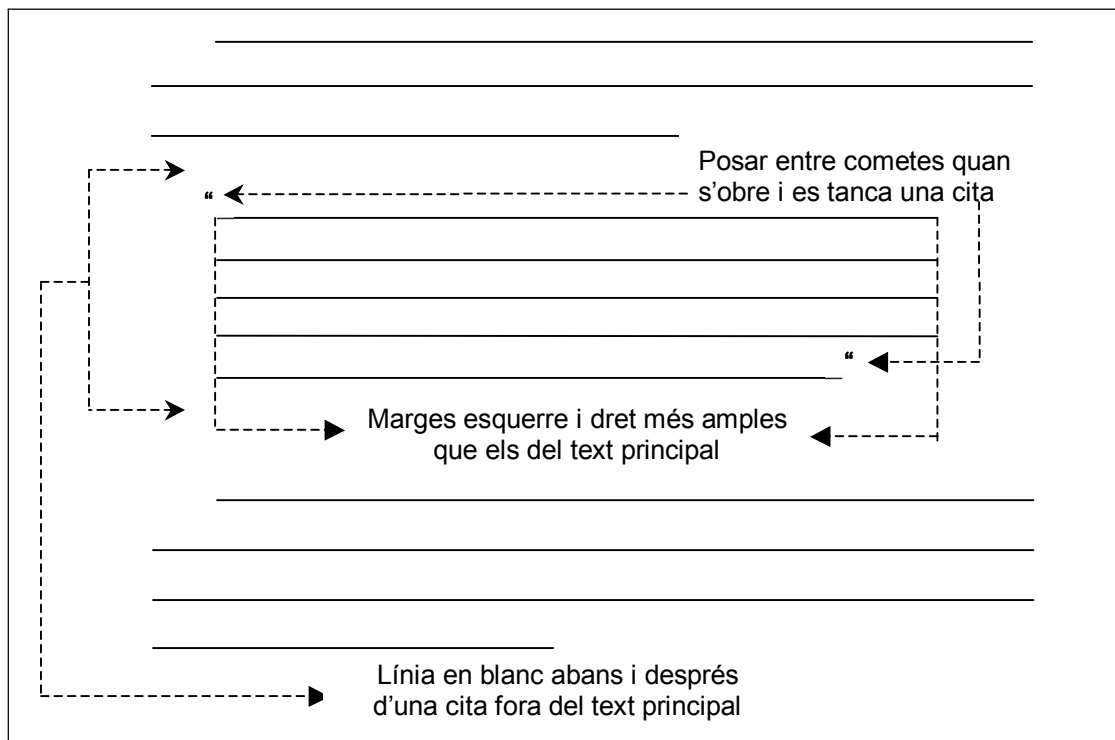 Posar entre cometes quan
s’obre i es tanca una cita
“
“
Marges esquerre i dret més amples
que els del text principal
Línia en blanc abans i després
d’una cita fora del text principal